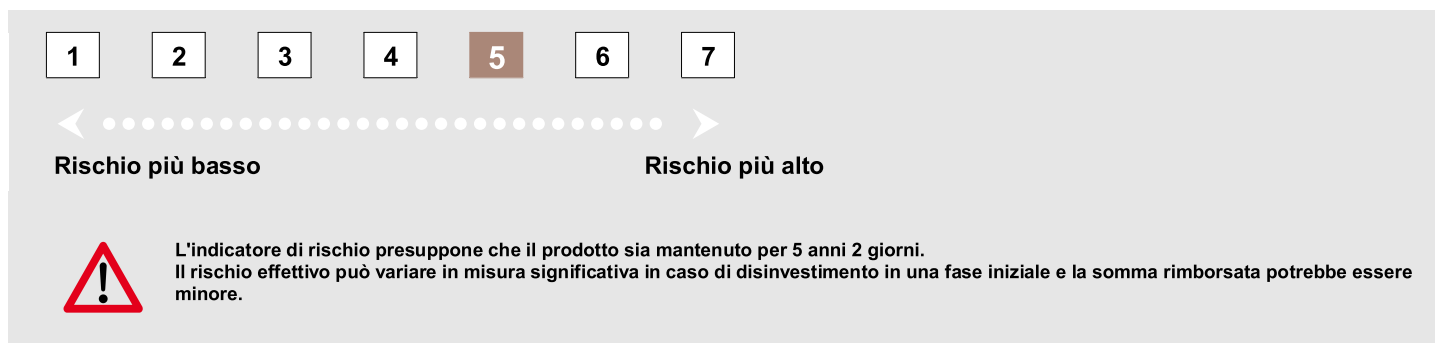 1 2 3 4 5 6 7
Rischio più basso Rischio più alto
L'indicatore di rischio presuppone che il prodotto sia mantenuto per 5 anni 2 giorni.
Il rischio effettivo può variare in misura significativa in caso di disinvestimento in una fase iniziale e la somma rimborsata potrebbe essere
minore.